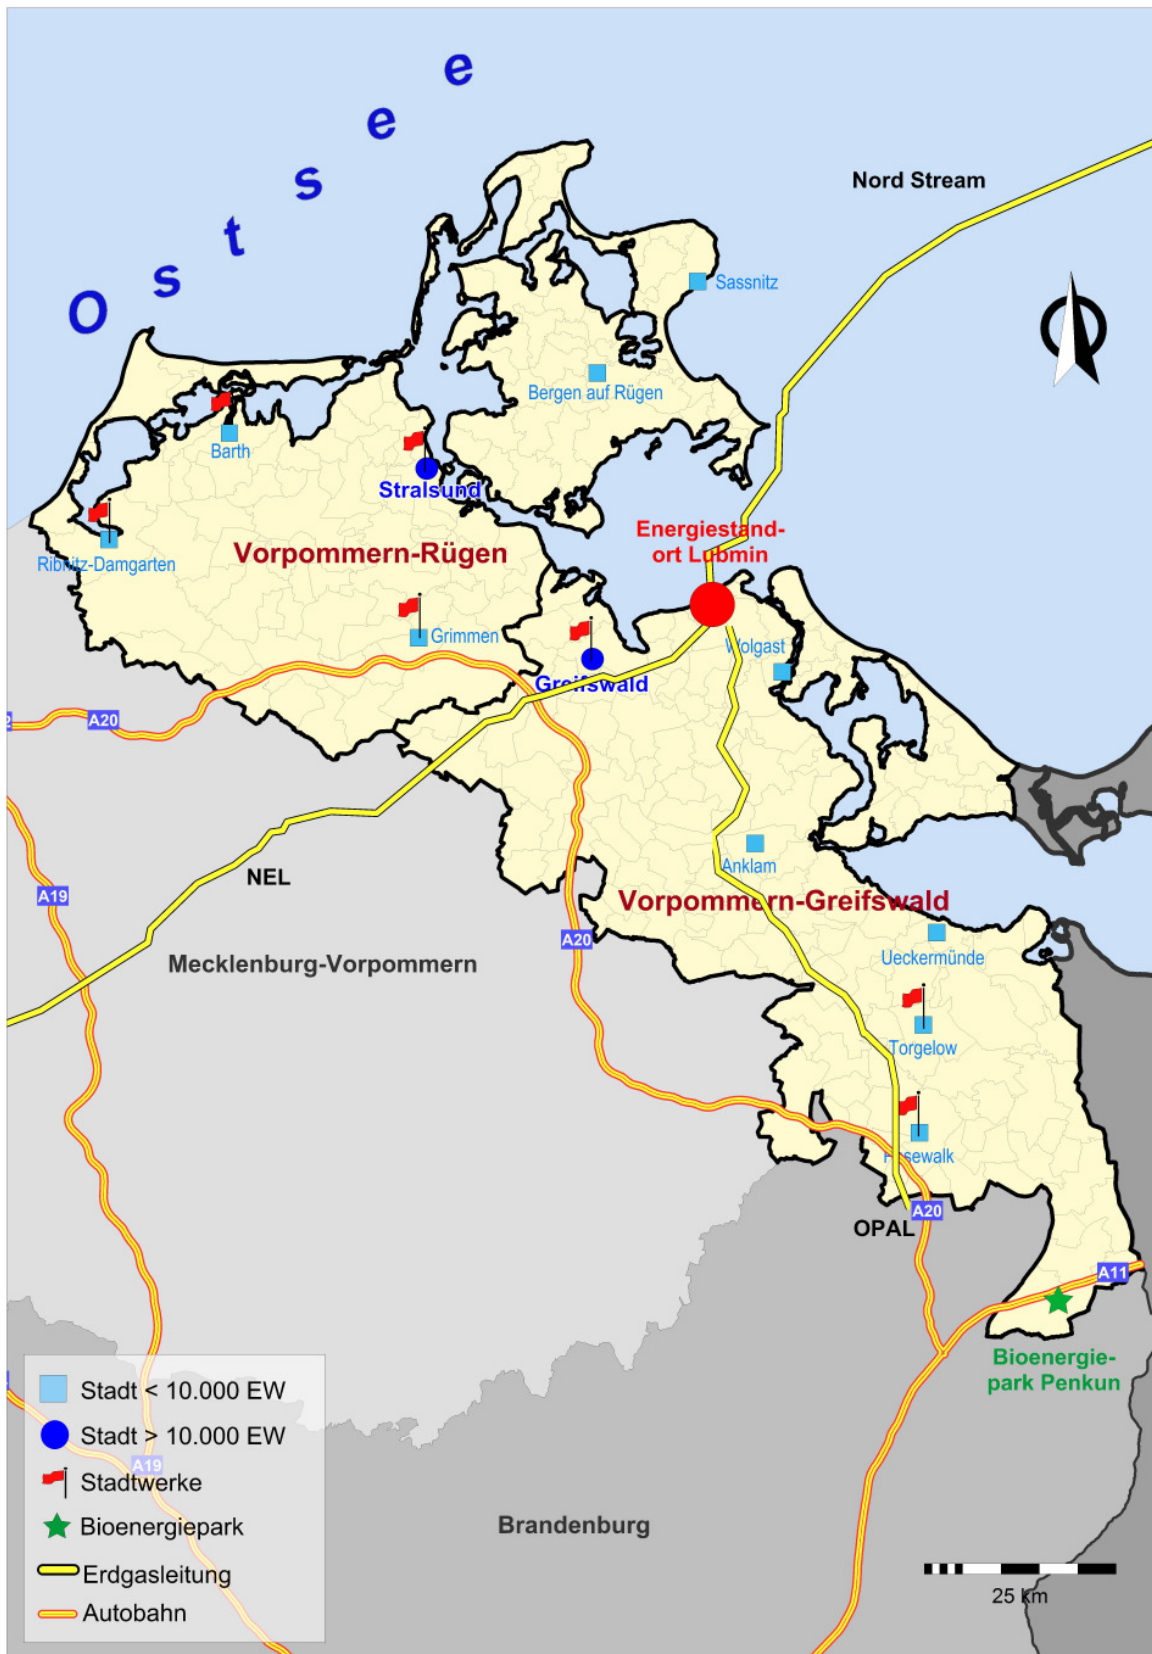 Ostsee
Nord Stream
Sassnitz
Bergen auf Rügen
Barth
Stralsund
Ribnitz-Damgarten
Vorpommern-Rügen
Energiestand-
ort Lubmin
Grimmen
Wolgast
Greifswald
A20
NEL
A19
Anklam
Vorpommern-Greifswald
A20
Mecklenburg-Vorpommern
Ueckermünde
Torgelow
Pasewalk
A20
OPAL
A11
Bioenergie-
park Penkun
Stadt < 10.000 EW
Stadt > 10.000 EW
A19
Stadtwerke
Bioenergiepark
Brandenburg
Erdgasleitung
25 km
Autobahn